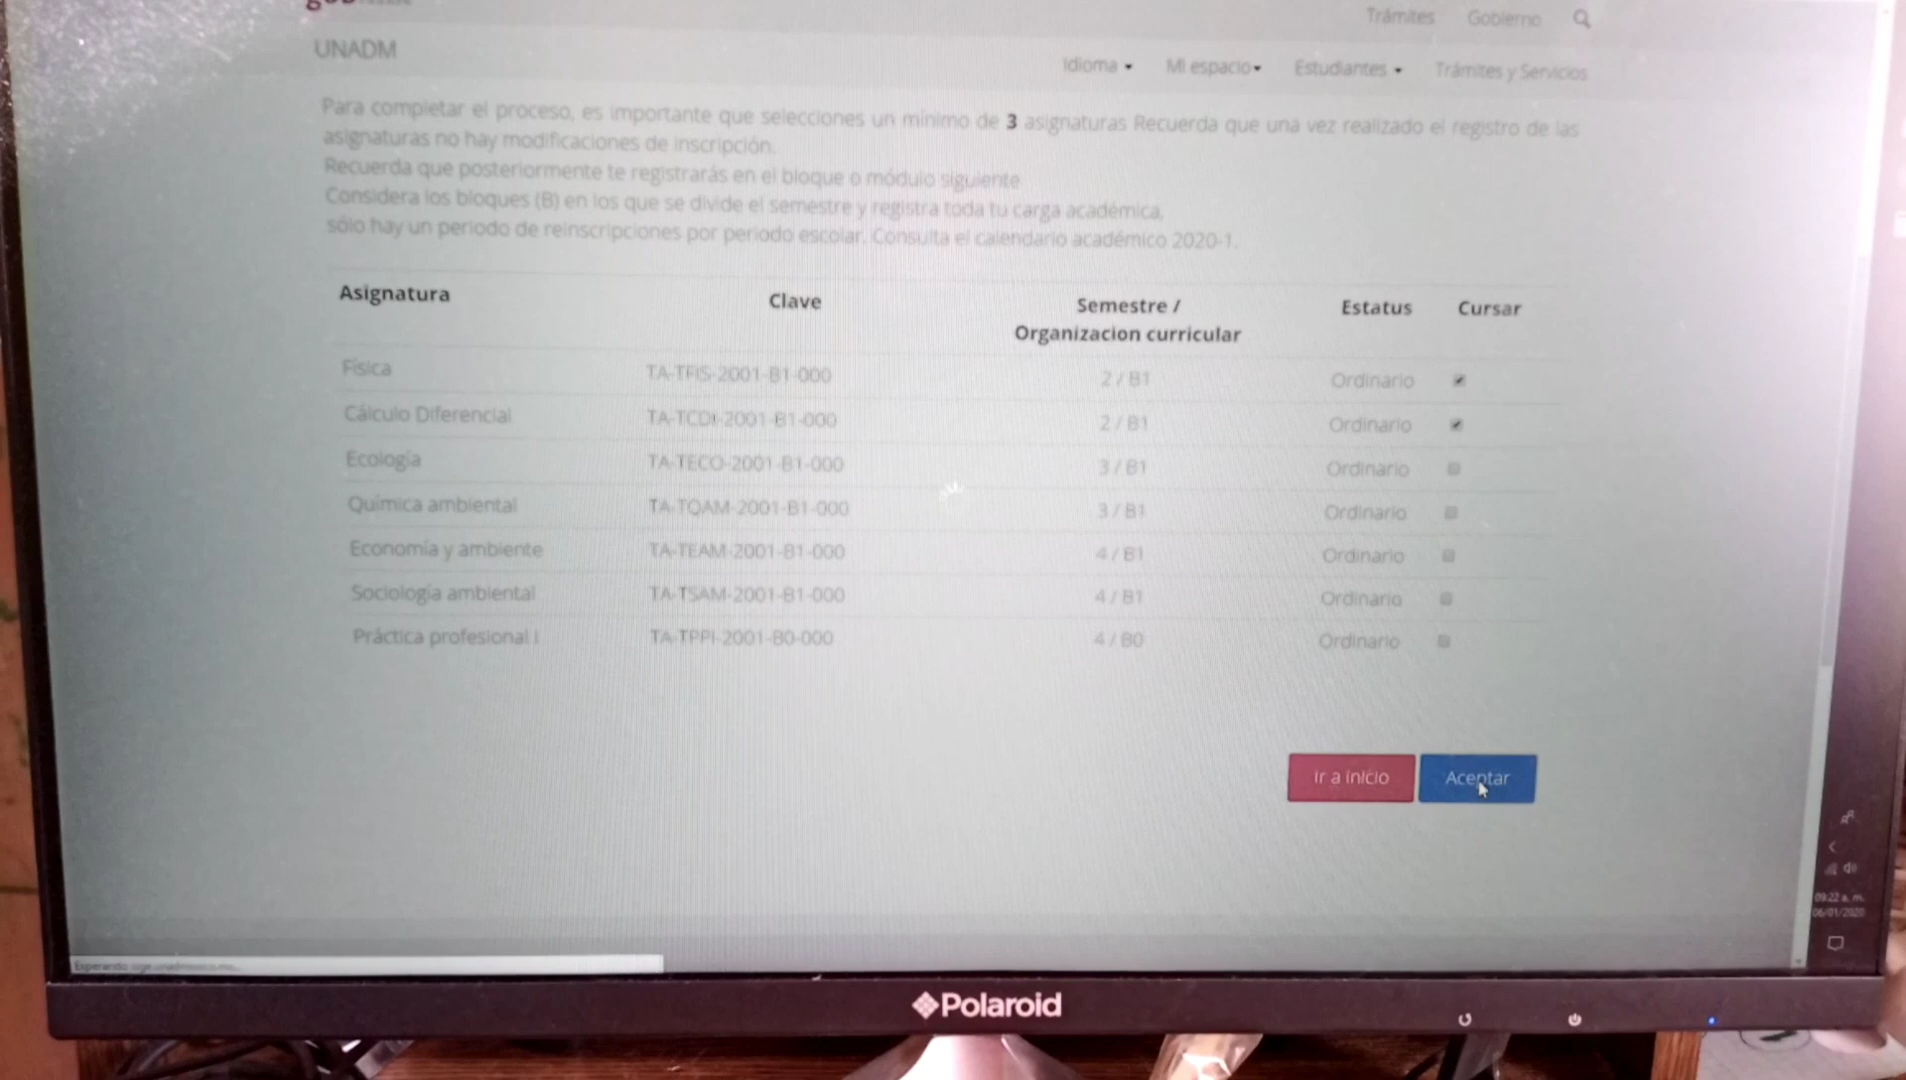 Trámites Gobierno
UNADM
Idioma Mi espacio Estudiantes Trámites y Servicios
Para completar el proceso, es importante que selecciones un mínimo de 3 asignaturas Recuerda que una vez realizado el registro de las
asignaturas no hay modificaciones de inscripción.
Recuerda que posteriormente te registrarás en el bloque o módulo siguiente
Considera los bloques (B) en los que se divide el semestre y registra toda tu carga académica,
sólo hay un periodo de reinscripciones por periodo escolar. Consulta el calendario académico 2020-1.
Asignatura Clave Semestre / Organizacion curricular Estatus Cursar
Física TA-TFIS-2001-B1-000 2 / B1 Ordinario
Cálculo Diferencial TA-TCDI-2001-B1-000 2 / B1 Ordinario
Ecología TA-TECO-2001-B1-000 3 / B1 Ordinario
Química ambiental TA-TQAM-2001-B1-000 3 / B1 Ordinario
Economía y ambiente TA-TEAM-2001-B1-000 4 / B1 Ordinario
Sociología ambiental TA-TSAM-2001-B1-000 4 / B1 Ordinario
Práctica profesional I TA-TPPI-2001-B0-000 4 / B0 Ordinario
Ir a inicio Aceptar
09:22 a. m.
06/01/2020
Esperando
Polaroid